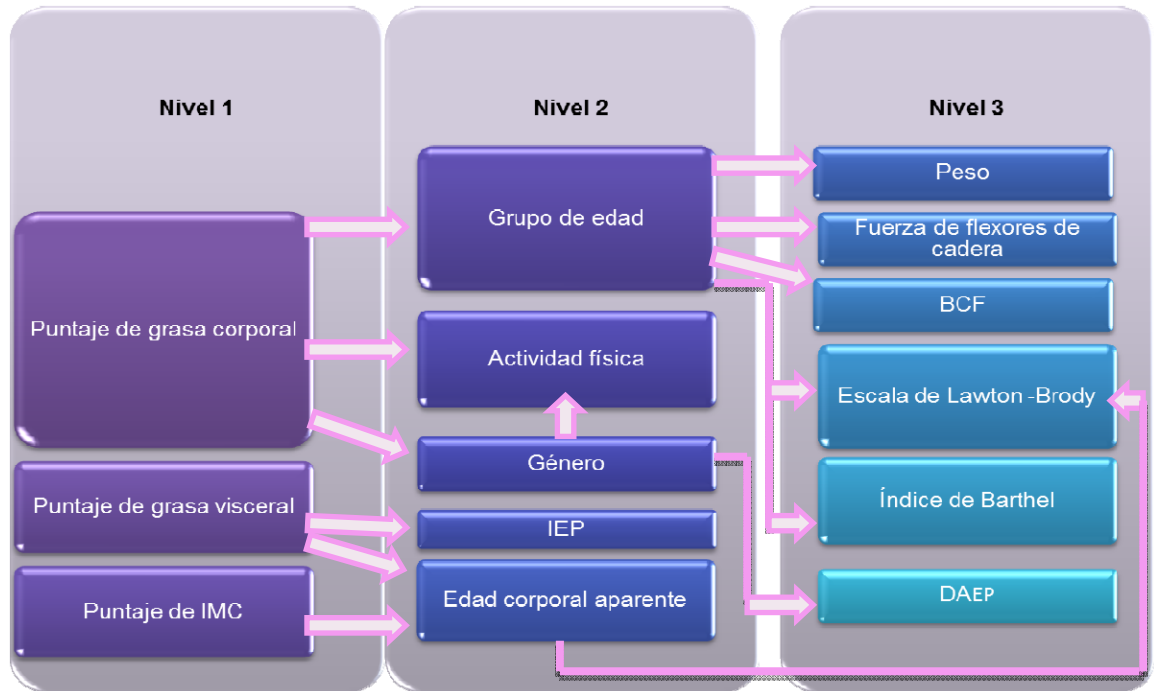 Nivel 1
Puntaje de grasa corporal
Puntaje de grasa visceral
Puntaje de IMC
Nivel 2
Grupo de edad
Actividad física
Género
IEP
Edad corporal aparente
Nivel 3
Peso
Fuerza de flexores de
cadera
BCF
Escala de Lawton -Brody
Índice de Barthel
DAEP